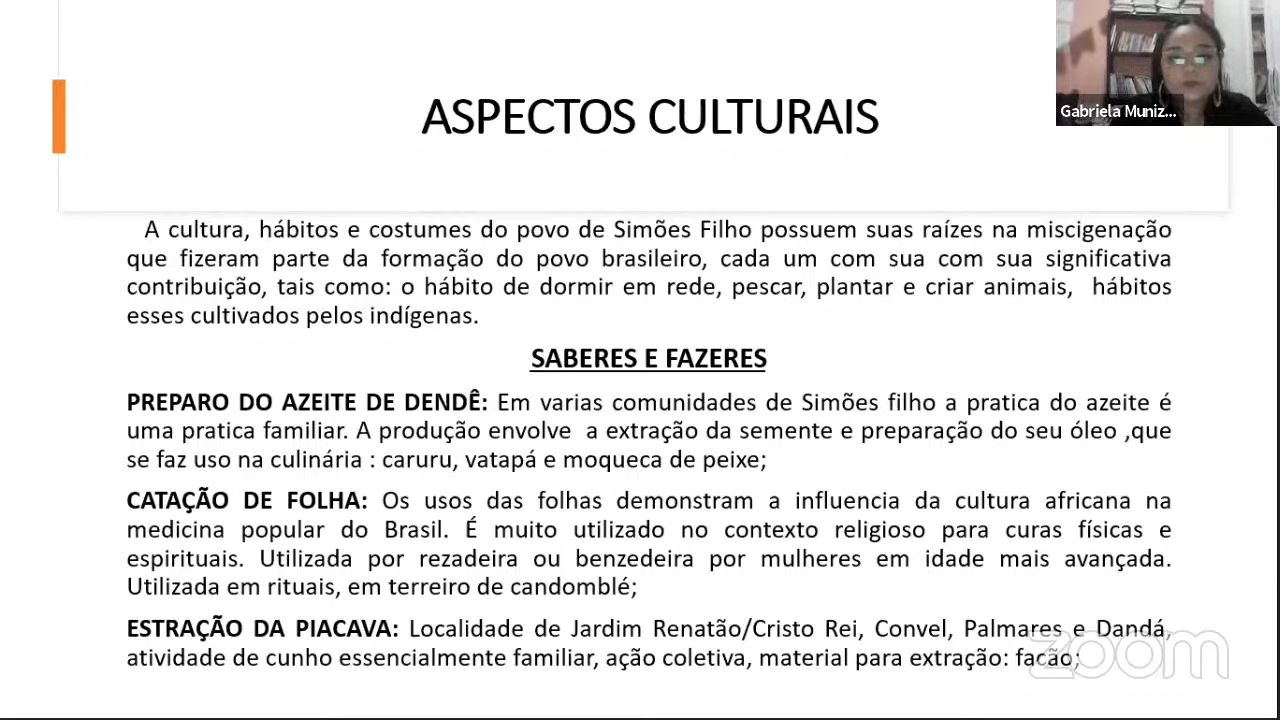 ASPECTOS CULTURAIS
Gabriela Muniz...
A cultura, hábitos e costumes do povo de Simões Filho possuem suas raízes na miscigenação
que fizeram parte da formação do povo brasileiro, cada um com sua com sua significativa
contribuição, tais como: o hábito de dormir em rede, pescar, plantar e criar animais, hábitos
esses cultivados pelos indígenas.
SABERES E FAZERES
PREPARO DO AZEITE DE DENDÊ: Em varias comunidades de Simões filho a pratica do azeite é
uma pratica familiar. A produção envolve a extração da semente e preparação do seu óleo ,que
se faz uso na culinária : caruru, vatapá e moqueca de peixe;
CATAÇÃO DE FOLHA: Os usos das folhas demonstram a influencia da cultura africana na
medicina popular do Brasil. É muito utilizado no contexto religioso para curas físicas e
espirituais. Utilizada por rezadeira ou benzedeira por mulheres em idade mais avançada.
Utilizada em rituais, em terreiro de candomblé;
ESTRAÇÃO DA PIACAVA: Localidade de Jardim Renatão/Cristo Rei, Convel, Palmares e Dandá,
atividade de cunho essencialmente familiar, ação coletiva, material para extração: facão;
zoom